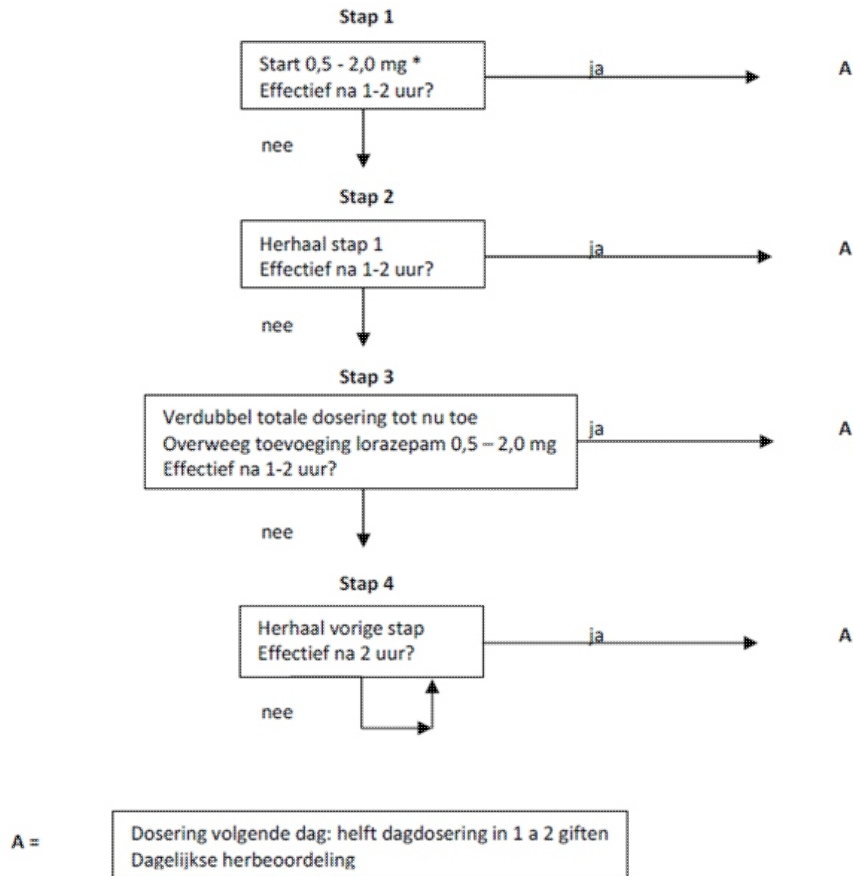 Stap 1
Start 0,5 - 2,0 mg *
Effectief na 1-2 uur?
ja
A
nee
Stap 2
Herhaal stap 1
Effectief na 1-2 uur?
ja
A
nee
Stap 3
Verdubbel totale dosering tot nu toe
Overweeg toevoeging lorazepam 0,5 – 2,0 mg
Effectief na 1-2 uur?
ja
A
nee
Stap 4
Herhaal vorige stap
Effectief na 2 uur?
ja
A
nee
A =
Dosering volgende dag: helft dagdosering in 1 a 2 giften
Dagelijkse herbeoordeling